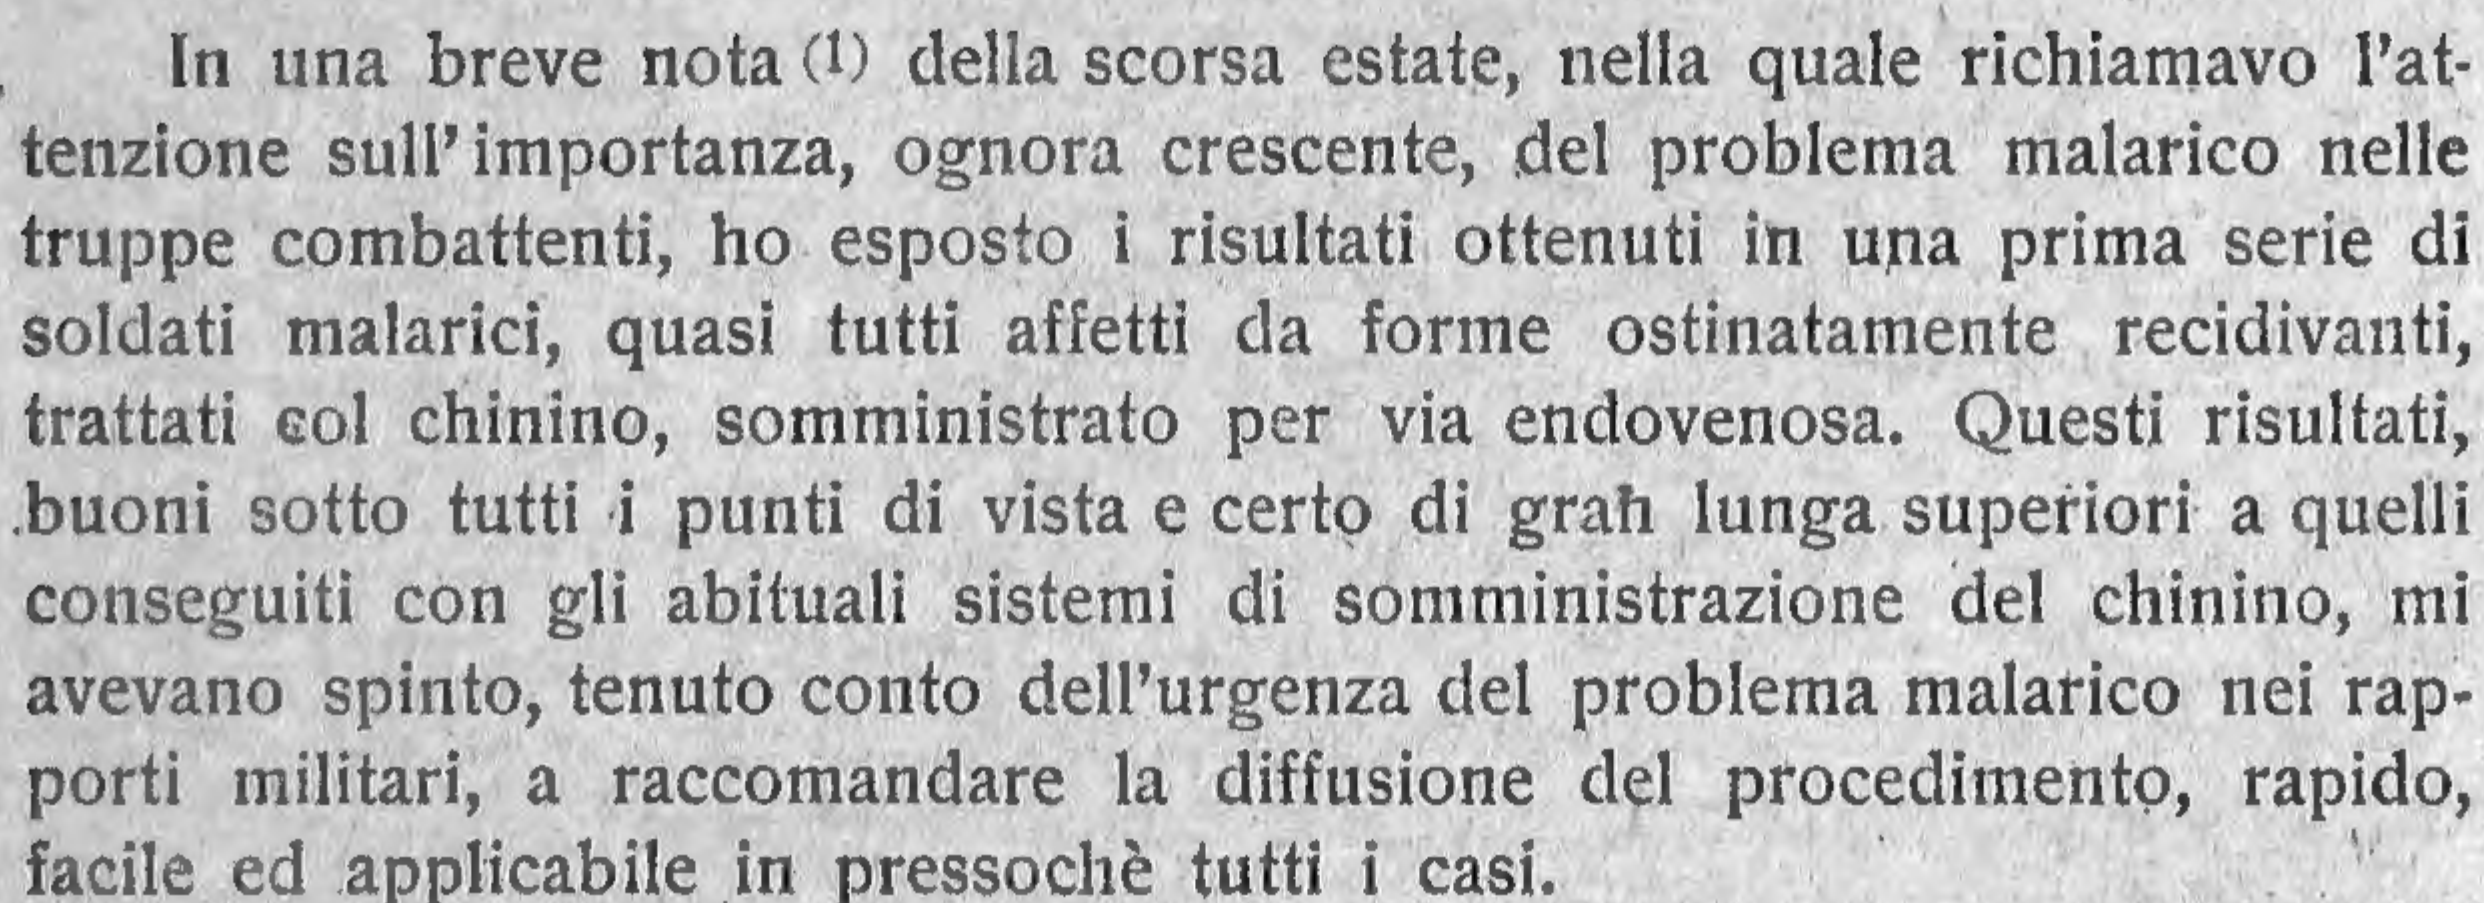 In una breve nota (1) della scorsa estate, nella quale richiamavo l'at-
tenzione sull'importanza, ognora crescente, del problema malarico nelle
truppe combattenti, ho esposto i risultati ottenuti in una prima serie di
soldati malarici, quasi tutti affetti da forme ostinatamente recidivanti,
trattati col chinino, somministrato per via endovenosa. Questi risultati,
buoni sotto tutti i punti di vista e certo di gran lunga superiori a quelli
conseguiti con gli abituali sistemi di somministrazione del chinino, mi
avevano spinto, tenuto conto dell'urgenza del problema malarico nei rap-
porti militari, a raccomandare la diffusione del procedimento, rapido,
facile ed applicabile in pressochè tutti i casi.